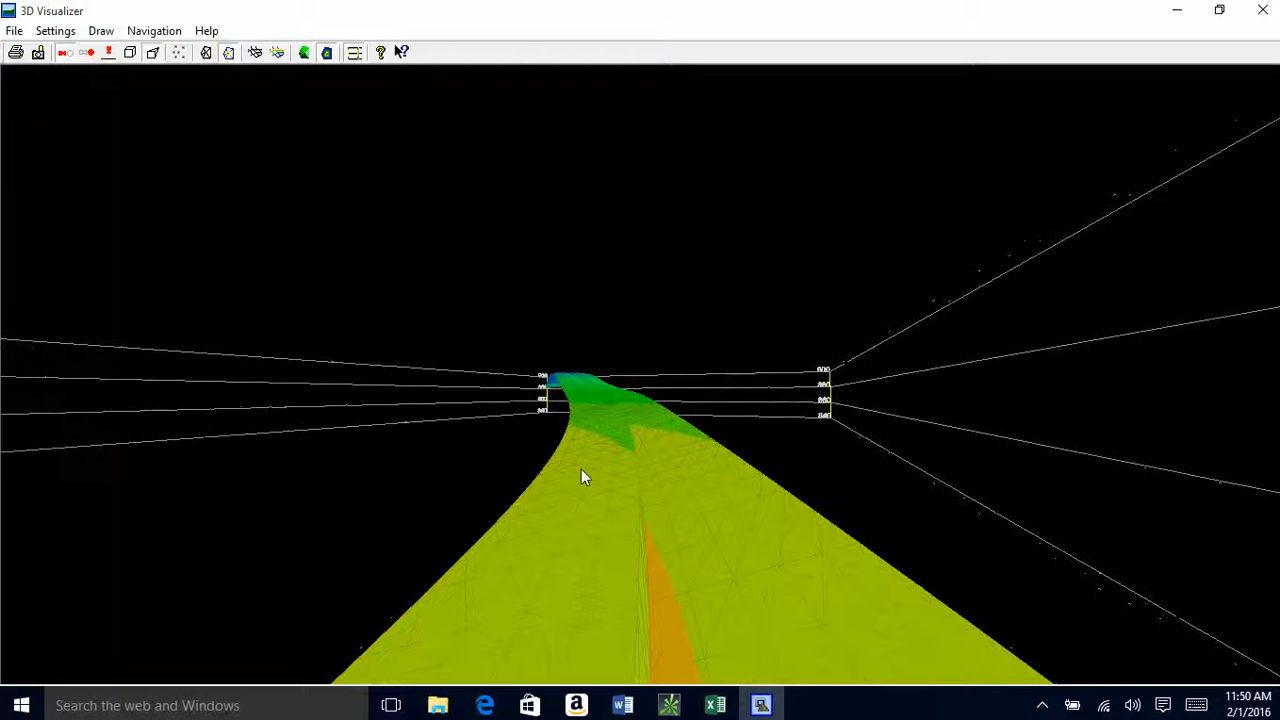 3D Visualizer
File Settings Draw Navigation Help
Search the web and Windows
11:50 AM
2/1/2016